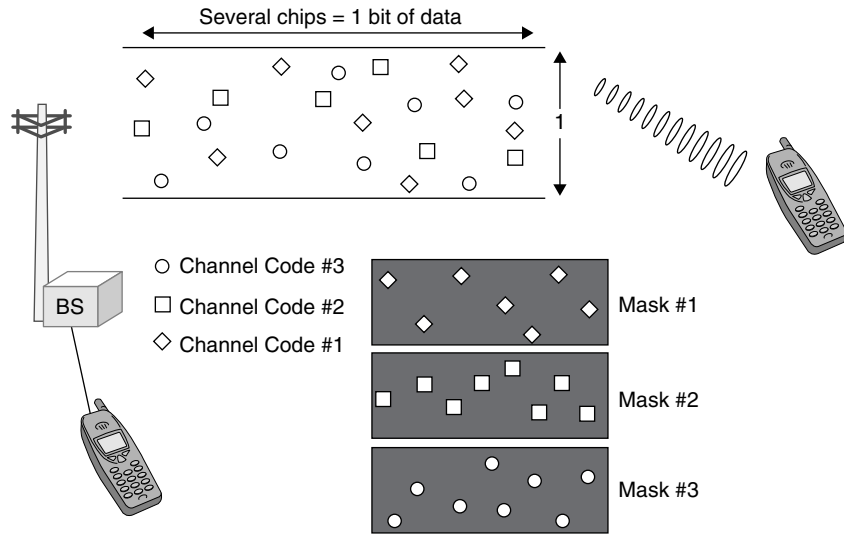 Several chips = 1 bit of data
1
Channel Code #3
BS
Channel Code #2
Channel Code #1
Mask #1
Mask #2
Mask #3